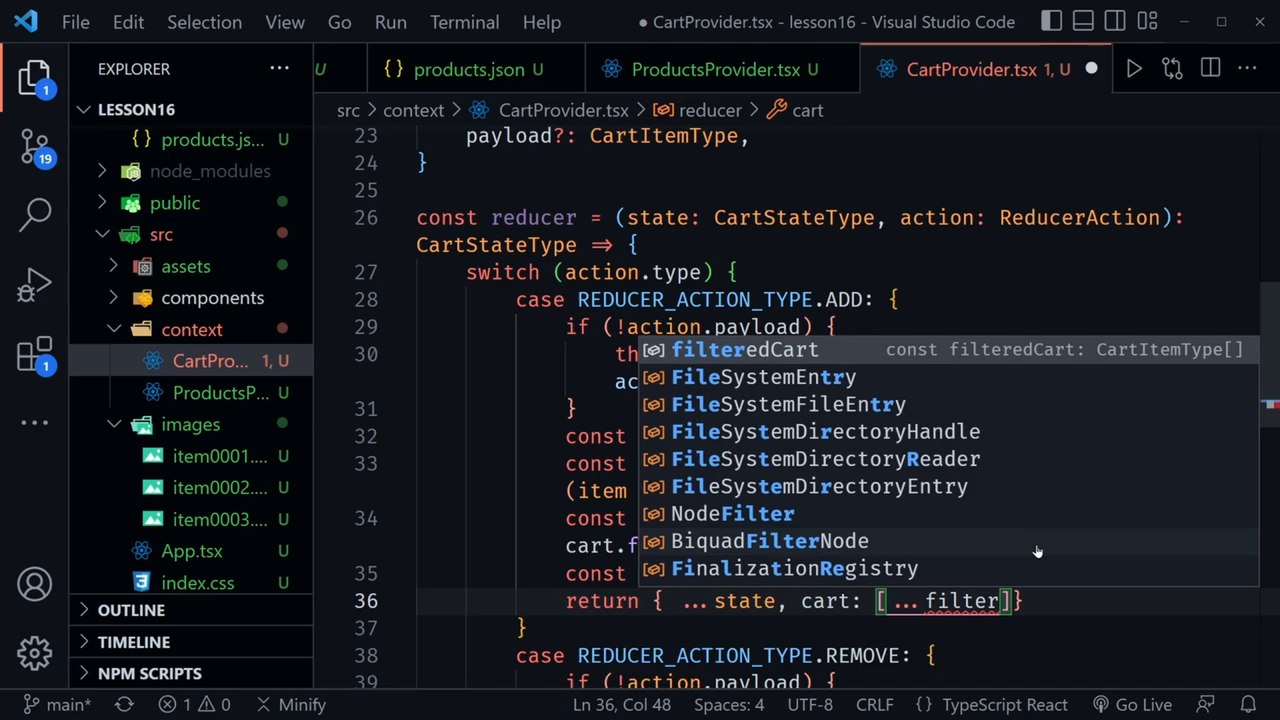 File Edit Selection View Go Run Terminal Help
● CartProvider.tsx - lesson16 - Visual Studio Code
EXPLORER
U
{} products.json U
ProductsProvider.tsx U
CartProvider.tsx 1, U
LESSON16
src > context > CartProvider.tsx > reducer > cart
{} products.js... U
node_modules
public
src
assets
components
context
CartPro... 1, U
ProductsP... U
images
item0001.... U
item0002.... U
item0003.... U
App.tsx U
index.css U
OUTLINE
TIMELINE
NPM SCRIPTS
1
19
1
23 payload?: CartItemType,
24 }
25
26 const reducer = (state: CartStateType, action: ReducerAction):
CartStateType => {
27 switch (action.type) {
28 case REDUCER_ACTION_TYPE.ADD: {
29 if (!action.payload) {
30 th
ac
31 }
32 const
33 const
(item
34 const
cart.f
35 const
36 return { ...state, cart: [...filter]}
37 }
38 case REDUCER_ACTION_TYPE.REMOVE: {
39 if (!action.payload) {
filteredCart const filteredCart: CartItemType[]
FileSystemEntry
FileSystemFileEntry
FileSystemDirectoryHandle
FileSystemDirectoryReader
FileSystemDirectoryEntry
NodeFilter
BiquadFilterNode
FinalizationRegistry
main* 1 0 Minify Ln 36, Col 48 Spaces: 4 UTF-8 CRLF {} TypeScript React Go Live